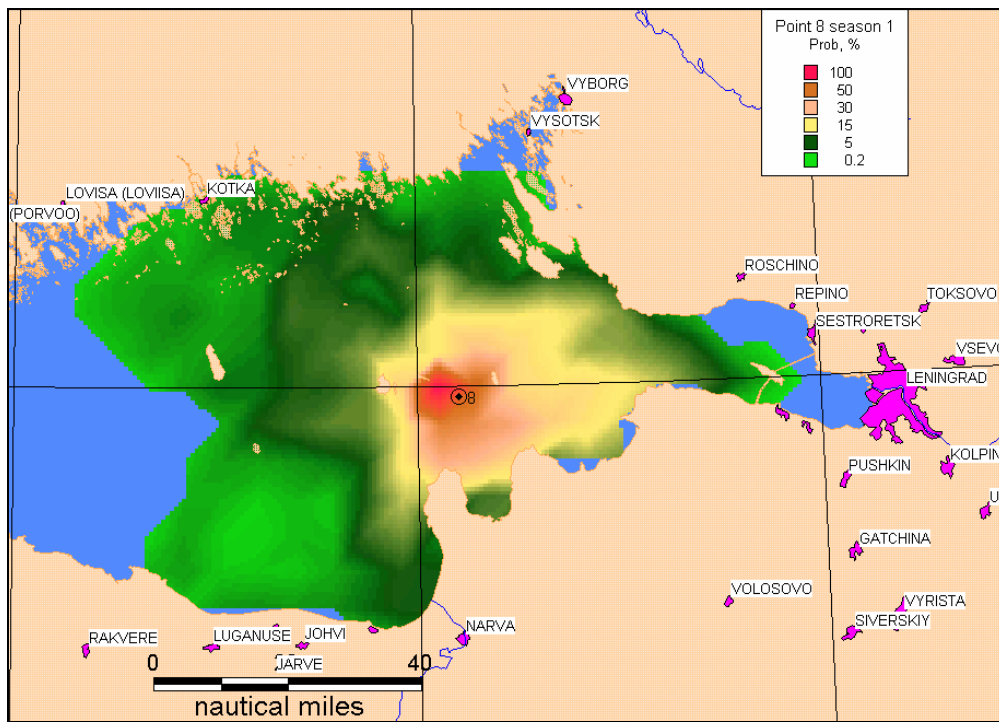 Point 8 season 1
Prob, %
100
50
30
15
5
0.2
VYBORG
VYSOTSK
LOVISA (LOVIISA)
KOTKA
(PORVOO)
ROSCHINO
REPINO
TOKSOVO
SESTRORETSK
VSEVO
LENINGRAD
8
KOLPIN
PUSHKIN
U
GATCHINA
VOLOSOVO
VYRISTA
SIVERSKIY
NARVA
RAKVERE
LUGANUSE
JOHVI
JARVE
0
40
nautical miles